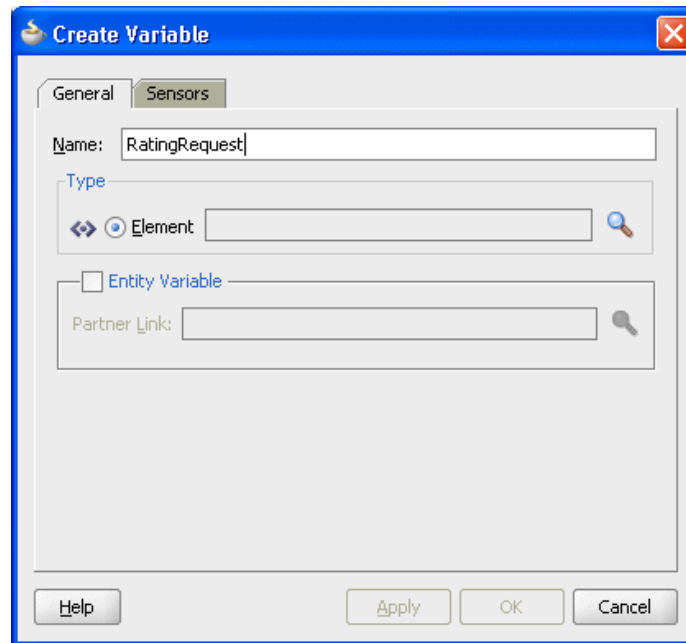 Create Variable
General Sensors
Name: RatingRequest
Type
Element
Entity Variable
Partner Link:
Help Apply OK Cancel